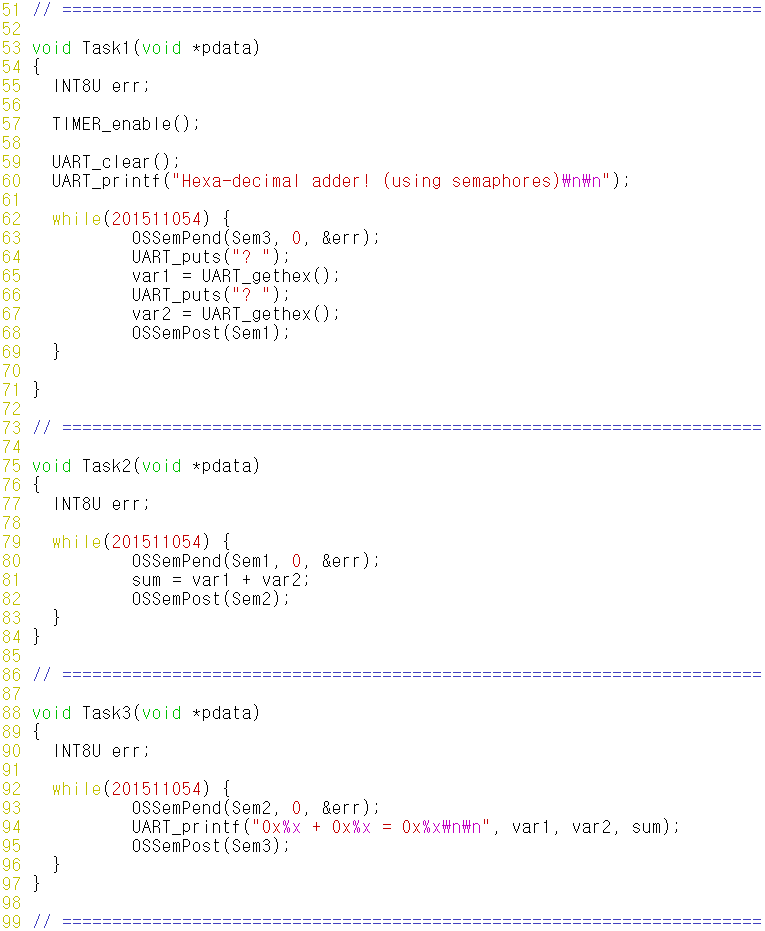 51 // ======================================================================
52
53 void Task1(void *pdata)
54 {
55   INT8U err;
56
57   TIMER_enable();
58
59   UART_clear();
60   UART_printf("Hexa-decimal adder! (using semaphores)₩n₩n");
61
62   while(201511054) {
63           OSSemPend(Sem3, 0, &err);
64           UART_puts("? ");
65           var1 = UART_gethex();
66           UART_puts("? ");
67           var2 = UART_gethex();
68           OSSemPost(Sem1);
69   }
70
71 }
72
73 // ======================================================================
74
75 void Task2(void *pdata)
76 {
77   INT8U err;
78
79   while(201511054) {
80           OSSemPend(Sem1, 0, &err);
81           sum = var1 + var2;
82           OSSemPost(Sem2);
83   }
84 }
85
86 // ======================================================================
87
88 void Task3(void *pdata)
89 {
90   INT8U err;
91
92   while(201511054) {
93           OSSemPend(Sem2, 0, &err);
94           UART_printf("0x%x + 0x%x = 0x%x₩n₩n", var1, var2, sum);
95           OSSemPost(Sem3);
96   }
97 }
98
99 // ======================================================================